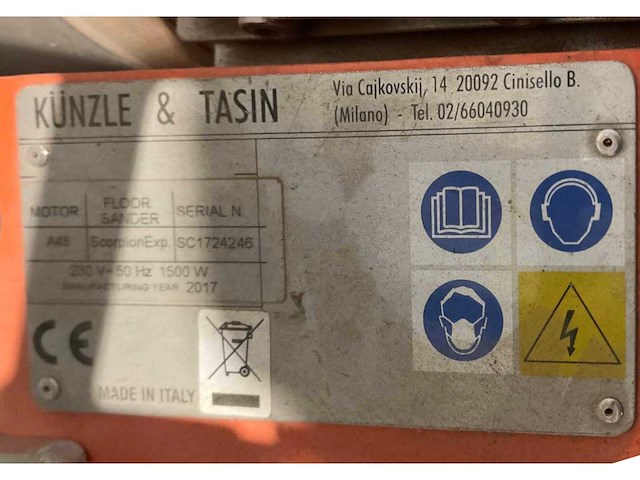 KÜNZLE & TASIN
Via Cajkovskij, 14 20092 Cinisello B.
(Milano) - Tel. 02/66040930
MOTOR FLOOR SANDER SERIAL N.
A48 ScorpionExp. SC1724246
230 V~50 Hz 1500 W
MANUFACTURING YEAR 2017
CE
MADE IN ITALY